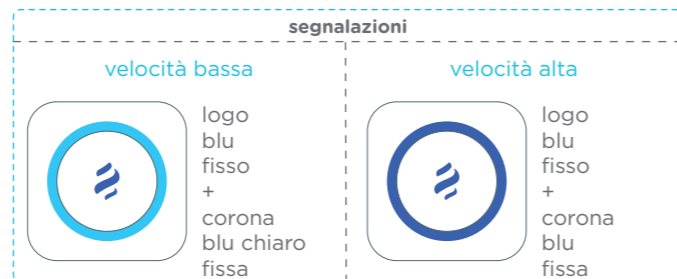 segnalazioni
velocità bassa
logo
blu
fisso
+
corona
blu chiaro
fissa
velocità alta
logo
blu
fisso
+
corona
blu
fissa